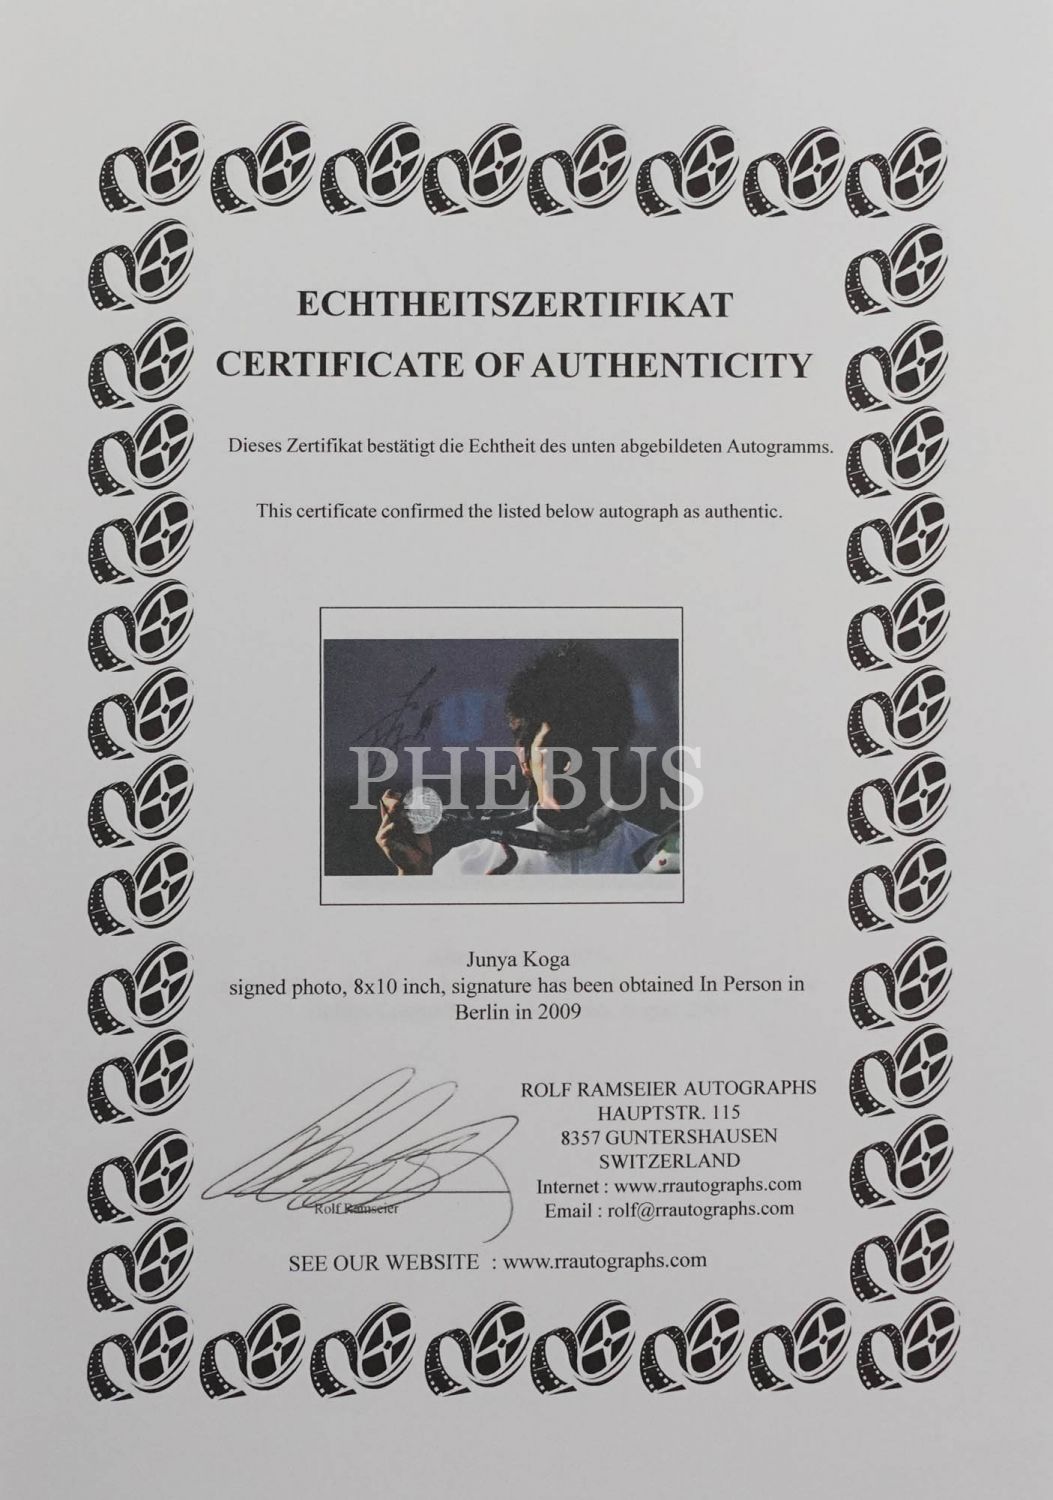 ECHTHEITSZERTIFIKAT
CERTIFICATE OF AUTHENTICITY
Dieses Zertifikat bestätigt die Echtheit des unten abgebildeten Autogramms.
This certificate confirmed the listed below autograph as authentic.
PHEBUS
Junya Koga
signed photo, 8x10 inch, signature has been obtained In Person in
Berlin in 2009
ROLF RAMSEIER AUTOGRAPHS
HAUPTSTR. 115
8357 GUNTERSHAUSEN
SWITZERLAND
Internet : www.rrautographs.com
Email : rolf@rrautographs.com
Rolf Ramseier
SEE OUR WEBSITE : www.rrautographs.com